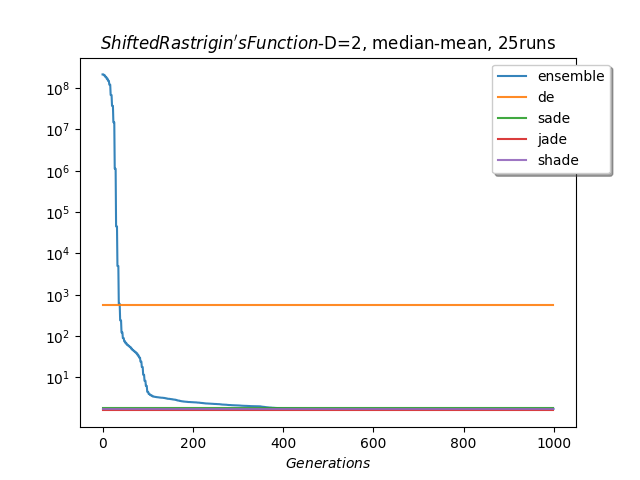 ShiftedRastrigin'sFunction-D=2, median-mean, 25runs
ensemble
de
sade
jade
shade
10^8
10^7
10^6
10^5
10^4
10^3
10^2
10^1
0 200 400 600 800 1000
Generations